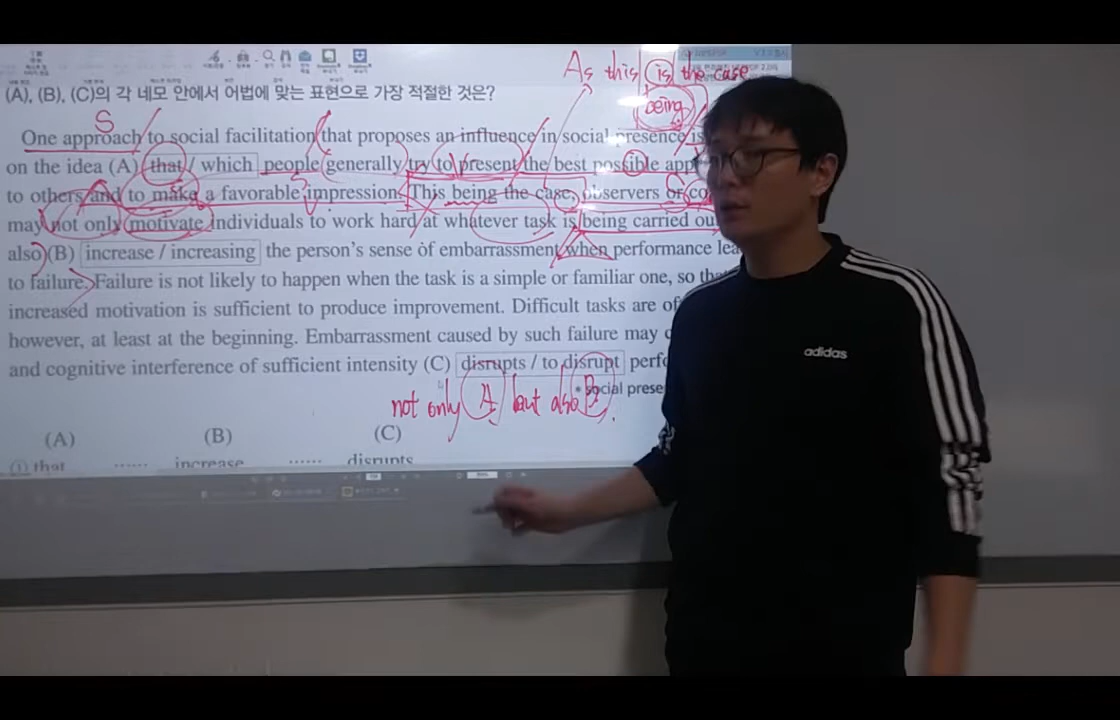 As this is the case
being
(A), (B), (C)의 각 네모 안에서 어법에 맞는 표현으로 가장 적절한 것은?
S
One approach to social facilitation that proposes an influence in social presence is
on the idea (A) that / which people generally try to present the best possible app
to others and to make a favorable impression. This being the case, observers or co
may not only motivate individuals to work hard at whatever task is being carried ou
also (B) increase / increasing the person's sense of embarrassment when performance lea
to failure. Failure is not likely to happen when the task is a simple or familiar one, so tha
increased motivation is sufficient to produce improvement. Difficult tasks are of
however, at least at the beginning. Embarrassment caused by such failure may c
and cognitive interference of sufficient intensity (C) disrupts / to disrupt perf
* social prese
not only A but also B.
(A) (B) (C)
① that ...... increase ...... disrupts
adidas